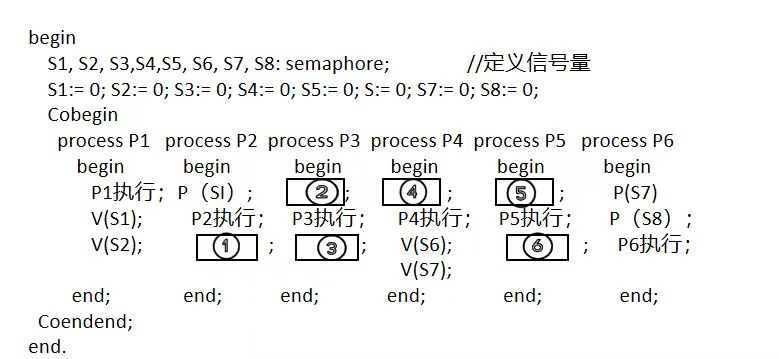 begin
S1, S2, S3,S4,S5, S6, S7, S8: semaphore; //定义信号量
S1:= 0; S2:= 0; S3:= 0; S4:= 0; S5:= 0; S:= 0; S7:= 0; S8:= 0;
Cobegin
process P1 process P2 process P3 process P4 process P5 process P6
begin begin begin begin begin begin
P1执行; P（SI）; ②; ④ ; ⑤ ; P(S7)
V(S1); P2执行; P3执行; P4执行; P5执行; P（S8）;
V(S2); ① ; ③ ; V(S6); ⑥ ; P6执行;
V(S7);
end; end; end; end; end; end;
Coendend;
end.